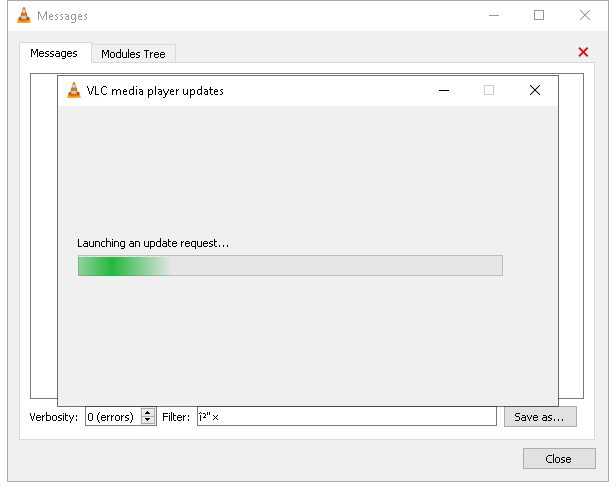 Messages
Messages
Modules Tree
VLC media player updates
Launching an update request...
Verbosity: 0 (errors) Filter: î²"× Save as...
Close